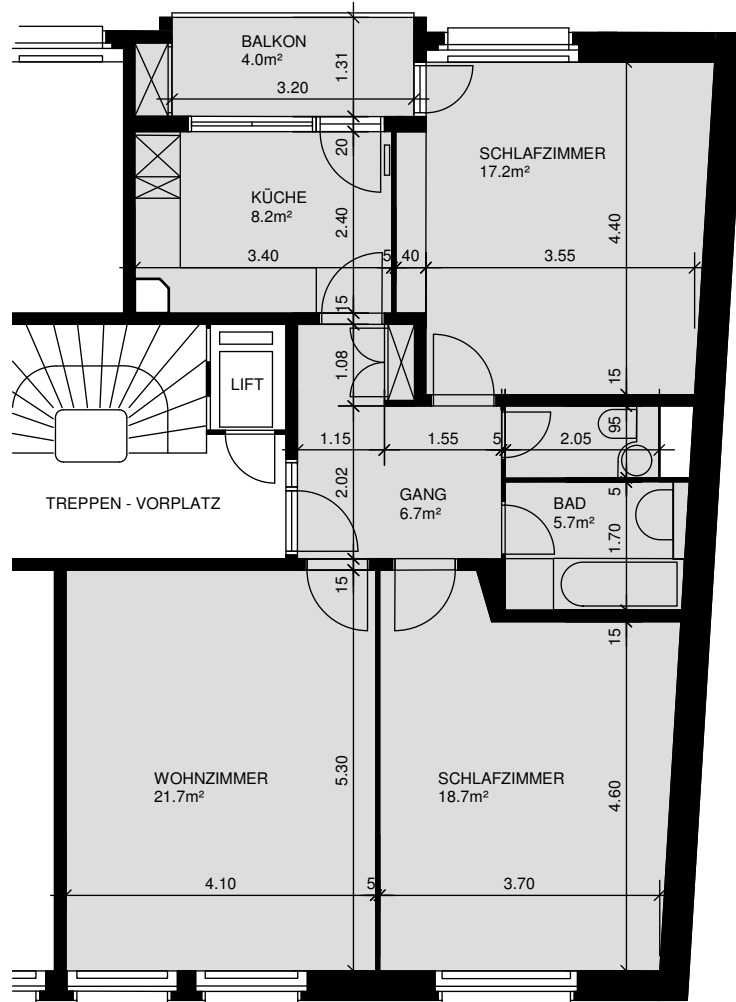 BALKON
4.0m²
3.20
1.31
SCHLAFZIMMER
17.2m²
20
KÜCHE
8.2m²
2.40
4.40
3.40
5
40
3.55
15
1.08
LIFT
15
95
1.15
1.55
5
2.05
2.02
TREPPEN - VORPLATZ
GANG
6.7m²
BAD
5.7m²
5
1.70
15
15
5.30
WOHNZIMMER
21.7m²
SCHLAFZIMMER
18.7m²
4.60
4.10
5
3.70